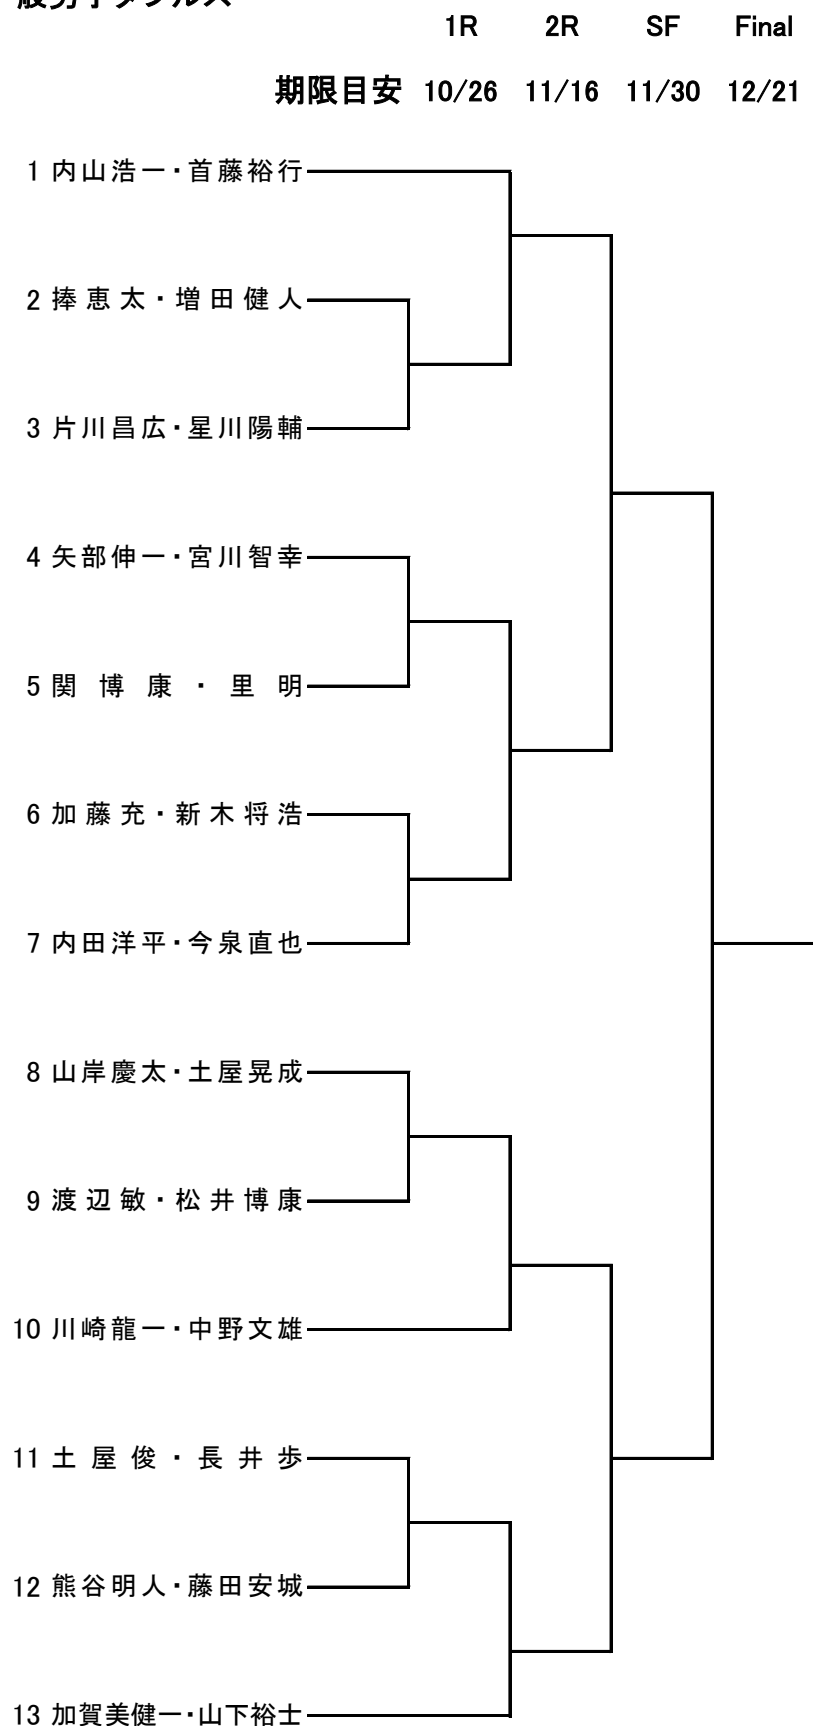 般男子ダブルス
1R 2R SF Final
期限目安 10/26 11/16 11/30 12/21
1 内山浩一・首藤裕行
2 捧恵太・増田健人
3 片川昌広・星川陽輔
4 矢部伸一・宮川智幸
5 関博康・里明
6 加藤充・新木将浩
7 内田洋平・今泉直也
8 山岸慶太・土屋晃成
9 渡辺敏・松井博康
10 川崎龍一・中野文雄
11 土屋俊・長井歩
12 熊谷明人・藤田安城
13 加賀美健一・山下裕士